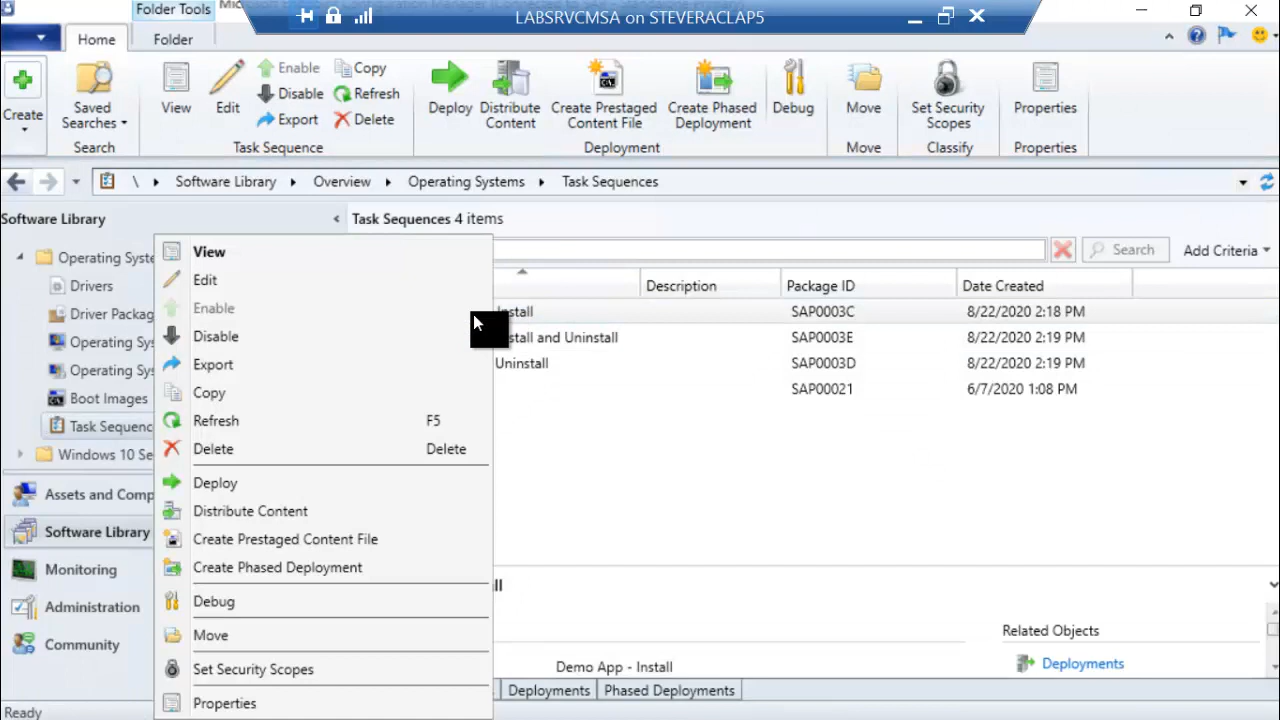 Folder Tools
LABSRVCMSA on STEVERACLAP5
Home
Folder
Create
Saved
Searches
Search
View
Edit
Enable
Disable
Export
Copy
Refresh
Delete
Task Sequence
Deploy
Distribute
Content
Create Prestaged
Content File
Create Phased
Deployment
Debug
Deployment
Move
Move
Set Security
Scopes
Classify
Properties
Properties
\ Software Library Overview Operating Systems Task Sequences
Software Library
Task Sequences 4 items
Search
Add Criteria
Description Package ID Date Created
Install SAP0003C 8/22/2020 2:18 PM
Install and Uninstall SAP0003E 8/22/2020 2:19 PM
Uninstall SAP0003D 8/22/2020 2:19 PM
SAP00021 6/7/2020 1:08 PM
Operating Syste
Drivers
Driver Packag
Operating Sys
Operating Sys
Boot Images
Task Sequenc
Windows 10 Se
Assets and Comp
Software Library
Monitoring
Administration
Community
Ready
View
Edit
Enable
Disable
Export
Copy
Refresh F5
Delete Delete
Deploy
Distribute Content
Create Prestaged Content File
Create Phased Deployment
Debug
Move
Set Security Scopes
Properties
ll
Related Objects
Demo App - Install
Deployments
Deployments
Phased Deployments